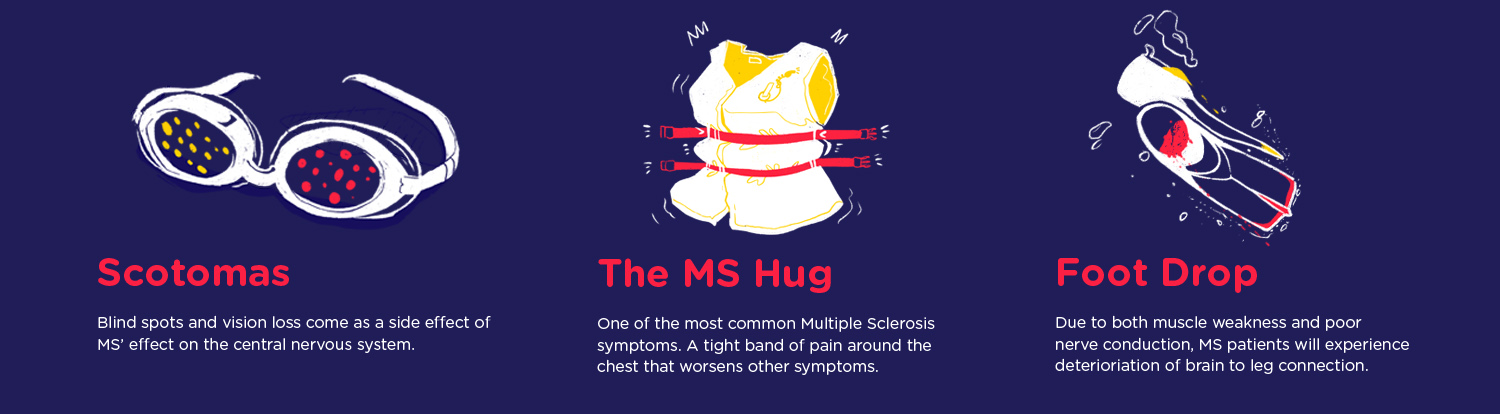 Scotomas
Blind spots and vision loss come as a side effect of
MS’ effect on the central nervous system.
The MS Hug
One of the most common Multiple Sclerosis
symptoms. A tight band of pain around the
chest that worsens other symptoms.
Foot Drop
Due to both muscle weakness and poor
nerve conduction, MS patients will experience
deterioriation of brain to leg connection.